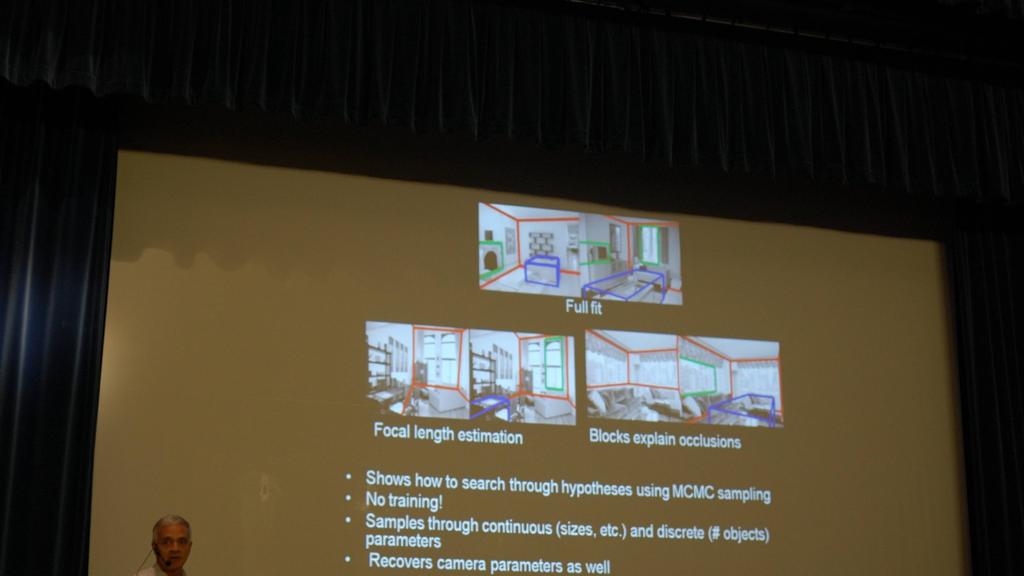 Full fit
Focal length estimation
Blocks explain occlusions
• Shows how to search through hypotheses using MCMC sampling
• No training!
• Samples through continuous (sizes, etc.) and discrete (# objects)
parameters
• Recovers camera parameters as well